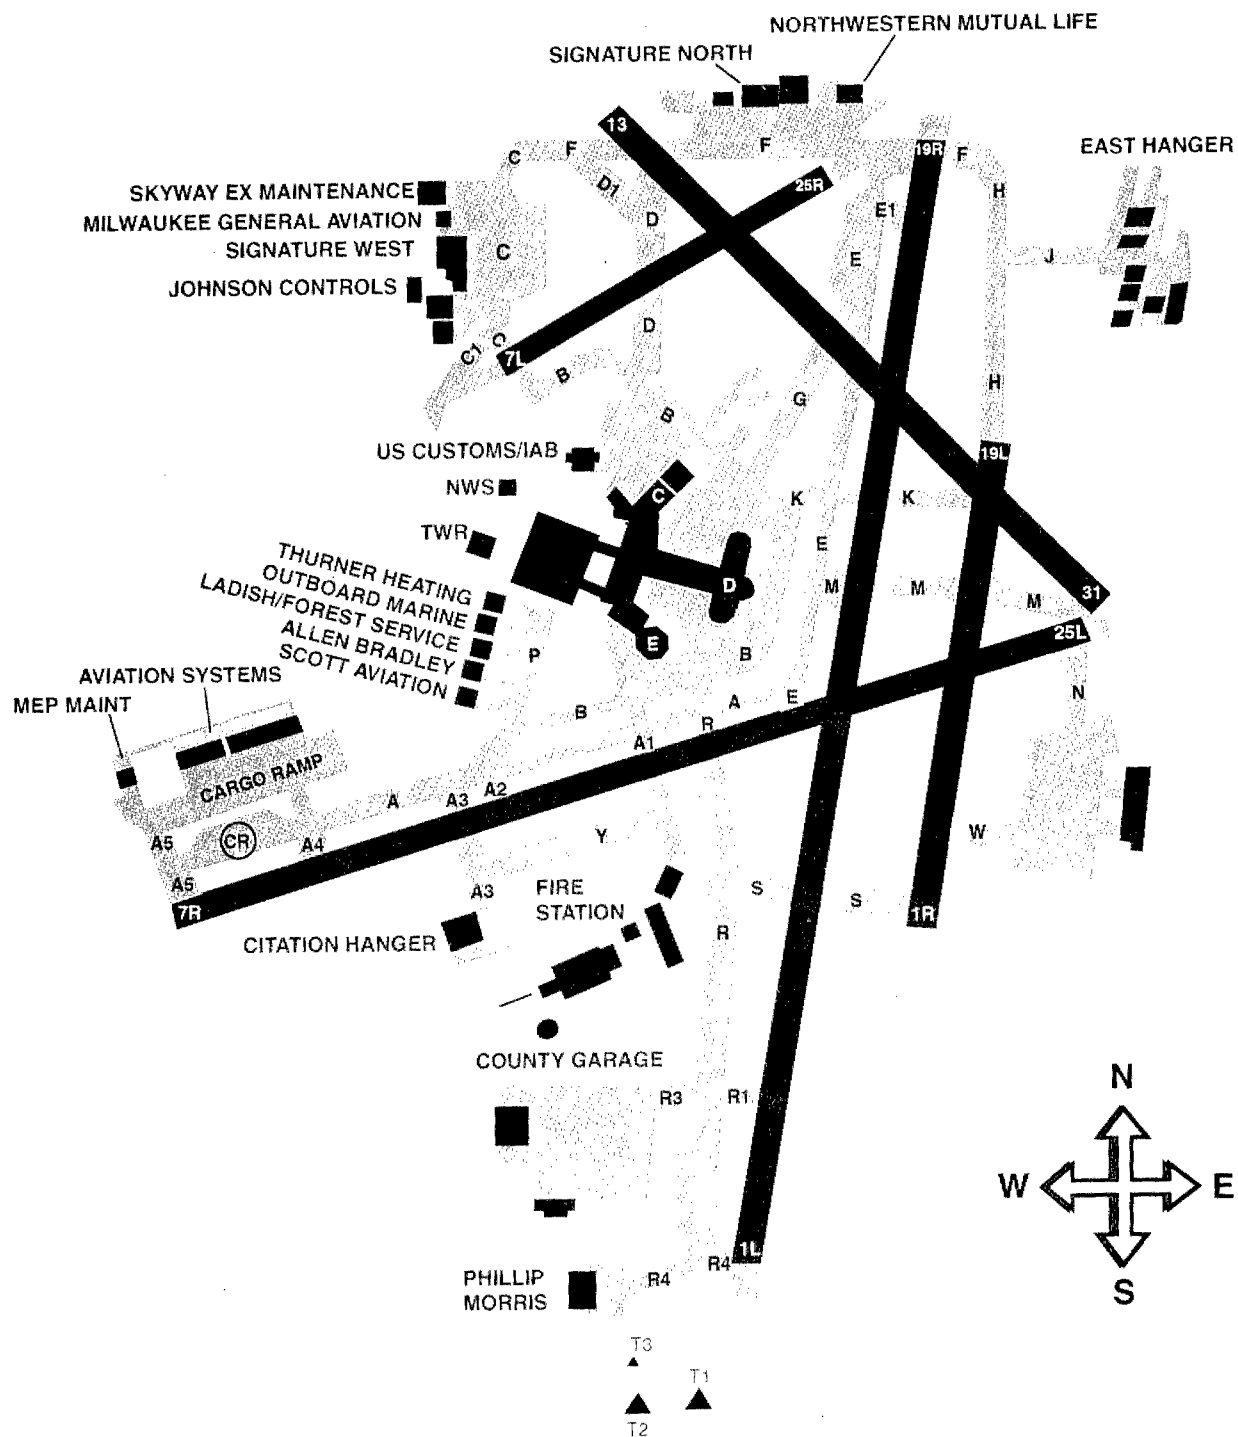 NORTHWESTERN MUTUAL LIFE
SIGNATURE NORTH
13
19R
F
F
F
C
EAST HANGER
D1
25R
H
SKYWAY EX MAINTENANCE
MILWAUKEE GENERAL AVIATION
D
E1
SIGNATURE WEST
C
E
J
JOHNSON CONTROLS
D
C1
C
7L
B
H
G
B
US CUSTOMS/IAB
19L
NWS
C
K
K
TWR
E
THURNER HEATING
OUTBOARD MARINE
LADISH/FOREST SERVICE
ALLEN BRADLEY
SCOTT AVIATION
D
M
M
M
31
25L
E
P
B
AVIATION SYSTEMS
MEP MAINT
N
B
A
E
R
A1
CARGO RAMP
A
A3
A2
A5
CR
A4
Y
W
A5
7R
A3
FIRE
STATION
S
S
1R
CITATION HANGER
R
COUNTY GARAGE
R3
R1
N
W
E
S
1L
R4
R4
PHILLIP
MORRIS
T3
T1
T2